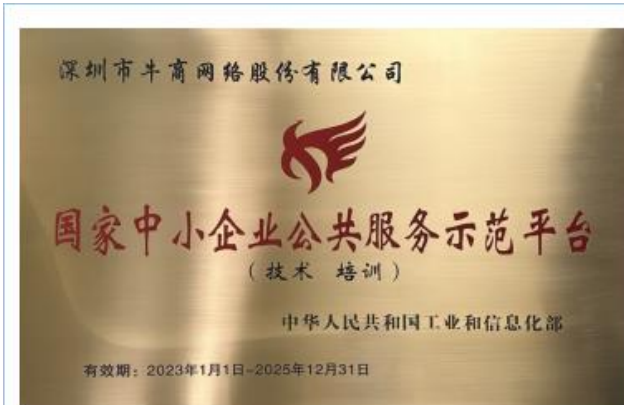 深圳市牛商网络股份有限公司
国家中小企业公共服务示范平台
（技术 培训）
中华人民共和国工业和信息化部
有效期：2023年1月1日-2025年12月31日